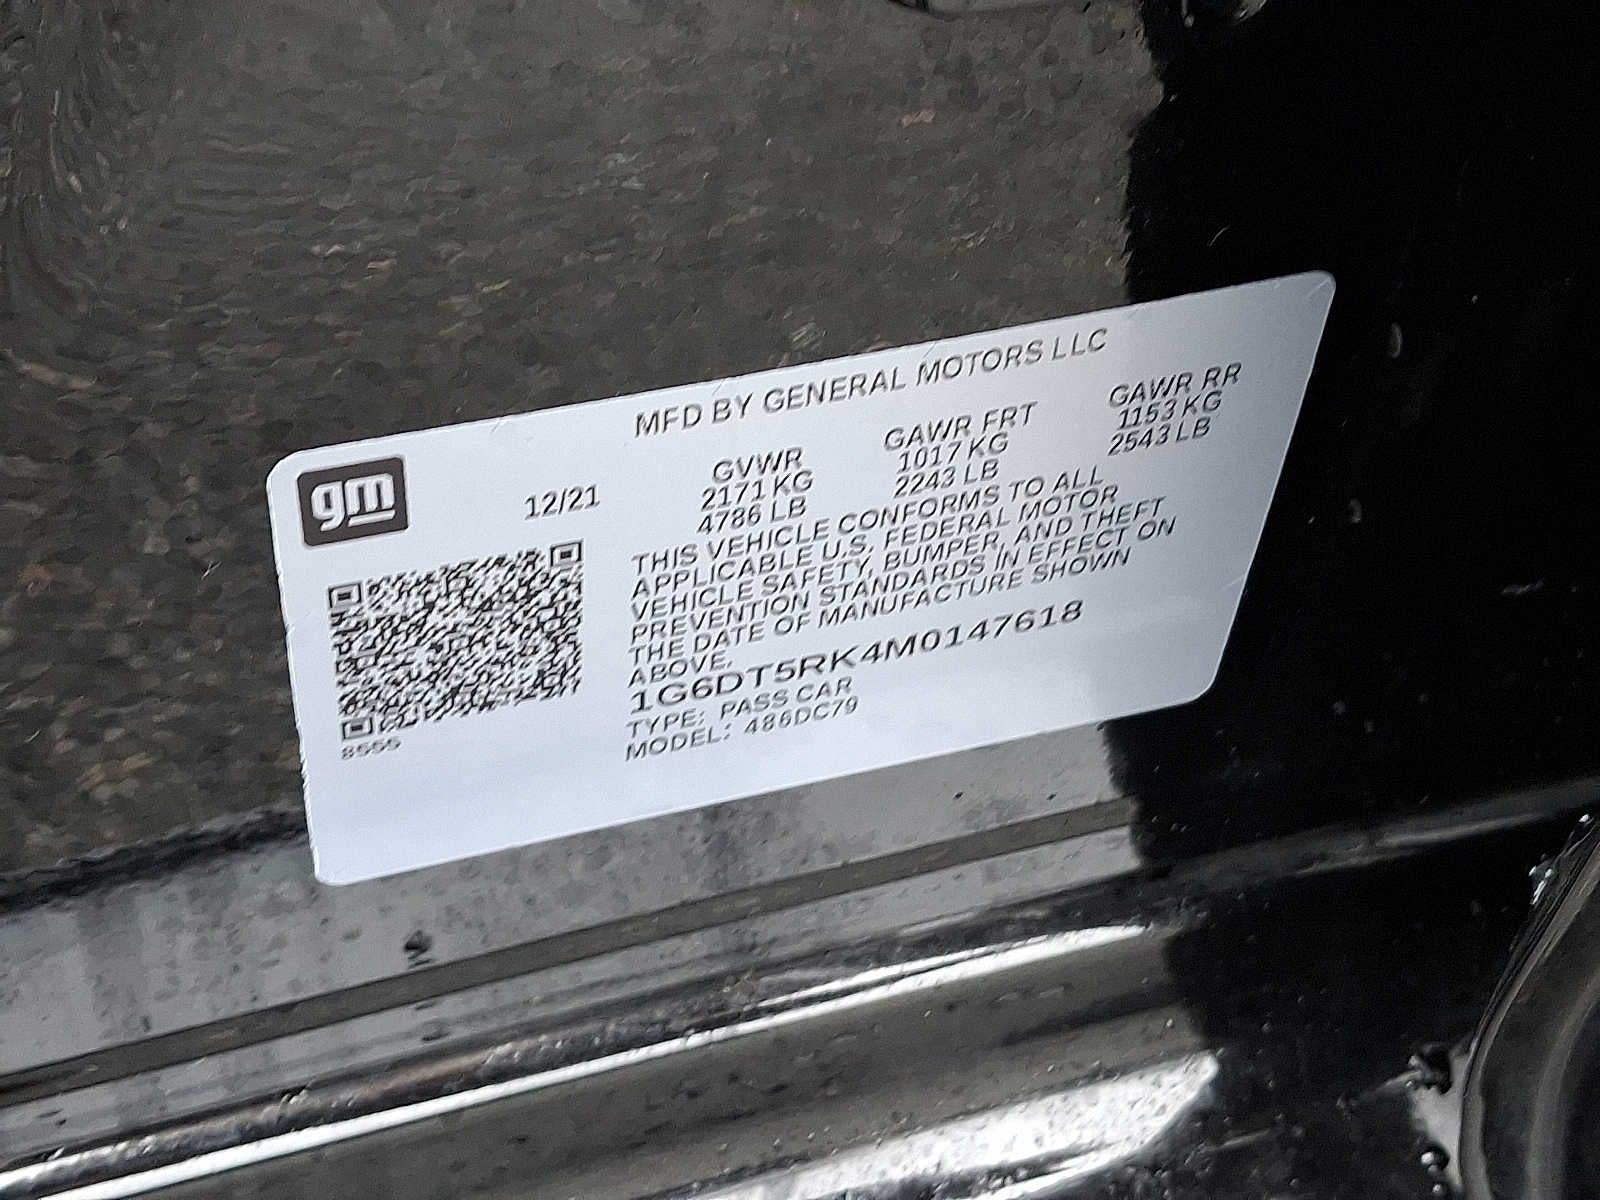 MFD BY GENERAL MOTORS LLC
gm
12/21
GVWR GAWR FRT GAWR RR
2171 KG 1017 KG 1153 KG
4786 LB 2243 LB 2543 LB
THIS VEHICLE CONFORMS TO ALL
APPLICABLE U.S. FEDERAL MOTOR
VEHICLE SAFETY, BUMPER, AND THEFT
PREVENTION STANDARDS IN EFFECT ON
THE DATE OF MANUFACTURE SHOWN
ABOVE.
1G6DT5RK4M0147618
TYPE: PASS CAR
MODEL: 486DC79
8555